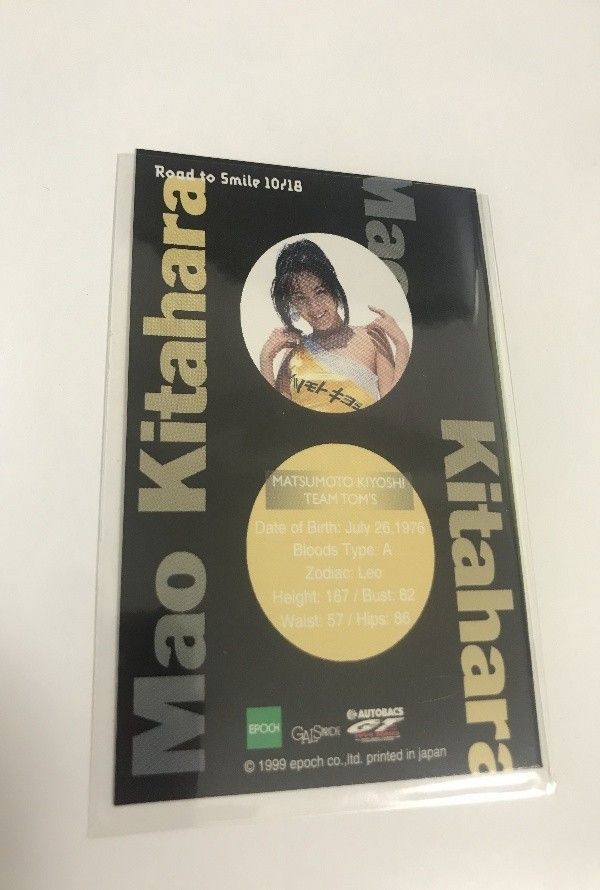 Road to Smile 10/18
Mao Kitahara
Mao Kitahara
ツモトキヨシ
MATSUMOTO KIYOSHI
TEAM TOM'S
Date of Birth: July 26,1976
Bloods Type: A
Zodiac: Leo
Height: 167 / Bust: 82
Waist: 57 / Hips: 86
EPOCH
GALS
AUTOBACS
GT
© 1999 epoch co.,ltd. printed in japan